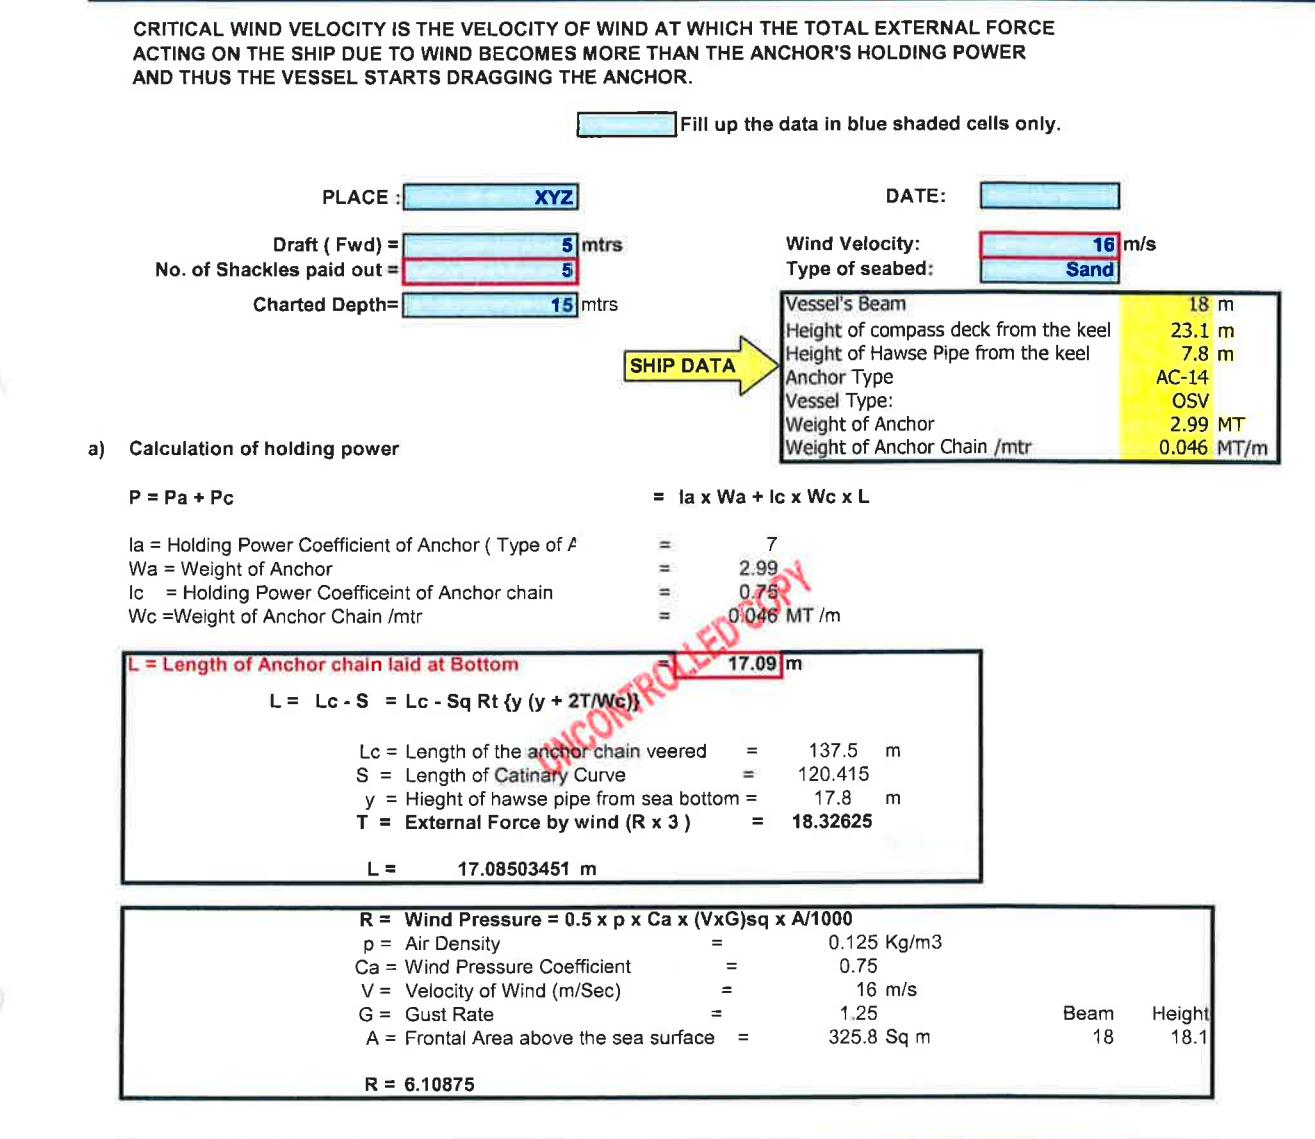 CRITICAL WIND VELOCITY IS THE VELOCITY OF WIND AT WHICH THE TOTAL EXTERNAL FORCE
ACTING ON THE SHIP DUE TO WIND BECOMES MORE THAN THE ANCHOR'S HOLDING POWER
AND THUS THE VESSEL STARTS DRAGGING THE ANCHOR.
Fill up the data in blue shaded cells only.
PLACE : XYZ DATE:
Draft ( Fwd) = 5 mtrs Wind Velocity: 16 m/s
No. of Shackles paid out = 5 Type of seabed: Sand
Charted Depth= 15 mtrs Vessel's Beam 18 m
Height of compass deck from the keel 23.1 m
Height of Hawse Pipe from the keel 7.8 m
SHIP DATA
Anchor Type AC-14
Vessel Type: OSV
Weight of Anchor 2.99 MT
Weight of Anchor Chain /mtr 0.046 MT/m
a) Calculation of holding power
P = Pa + Pc = Ia x Wa + Ic x Wc x L
Ia = Holding Power Coefficient of Anchor ( Type of A = 7
Wa = Weight of Anchor = 2.99
Ic = Holding Power Coefficeint of Anchor chain = 0.75
Wc =Weight of Anchor Chain /mtr = 0.046 MT /m
UNCONTROLLED COPY
L = Length of Anchor chain laid at Bottom = 17.09 m
L = Lc - S = Lc - Sq Rt {y (y + 2T/Wc)}
Lc = Length of the anchor chain veered = 137.5 m
S = Length of Catinary Curve = 120.415
y = Hieght of hawse pipe from sea bottom = 17.8 m
T = External Force by wind (R x 3 ) = 18.32625
L = 17.08503451 m
R = Wind Pressure = 0.5 x p x Ca x (VxG)sq x A/1000
p = Air Density = 0.125 Kg/m3
Ca = Wind Pressure Coefficient = 0.75
V = Velocity of Wind (m/Sec) = 16 m/s
G = Gust Rate = 1.25 Beam Height
A = Frontal Area above the sea surface = 325.8 Sq m 18 18.1
R = 6.10875